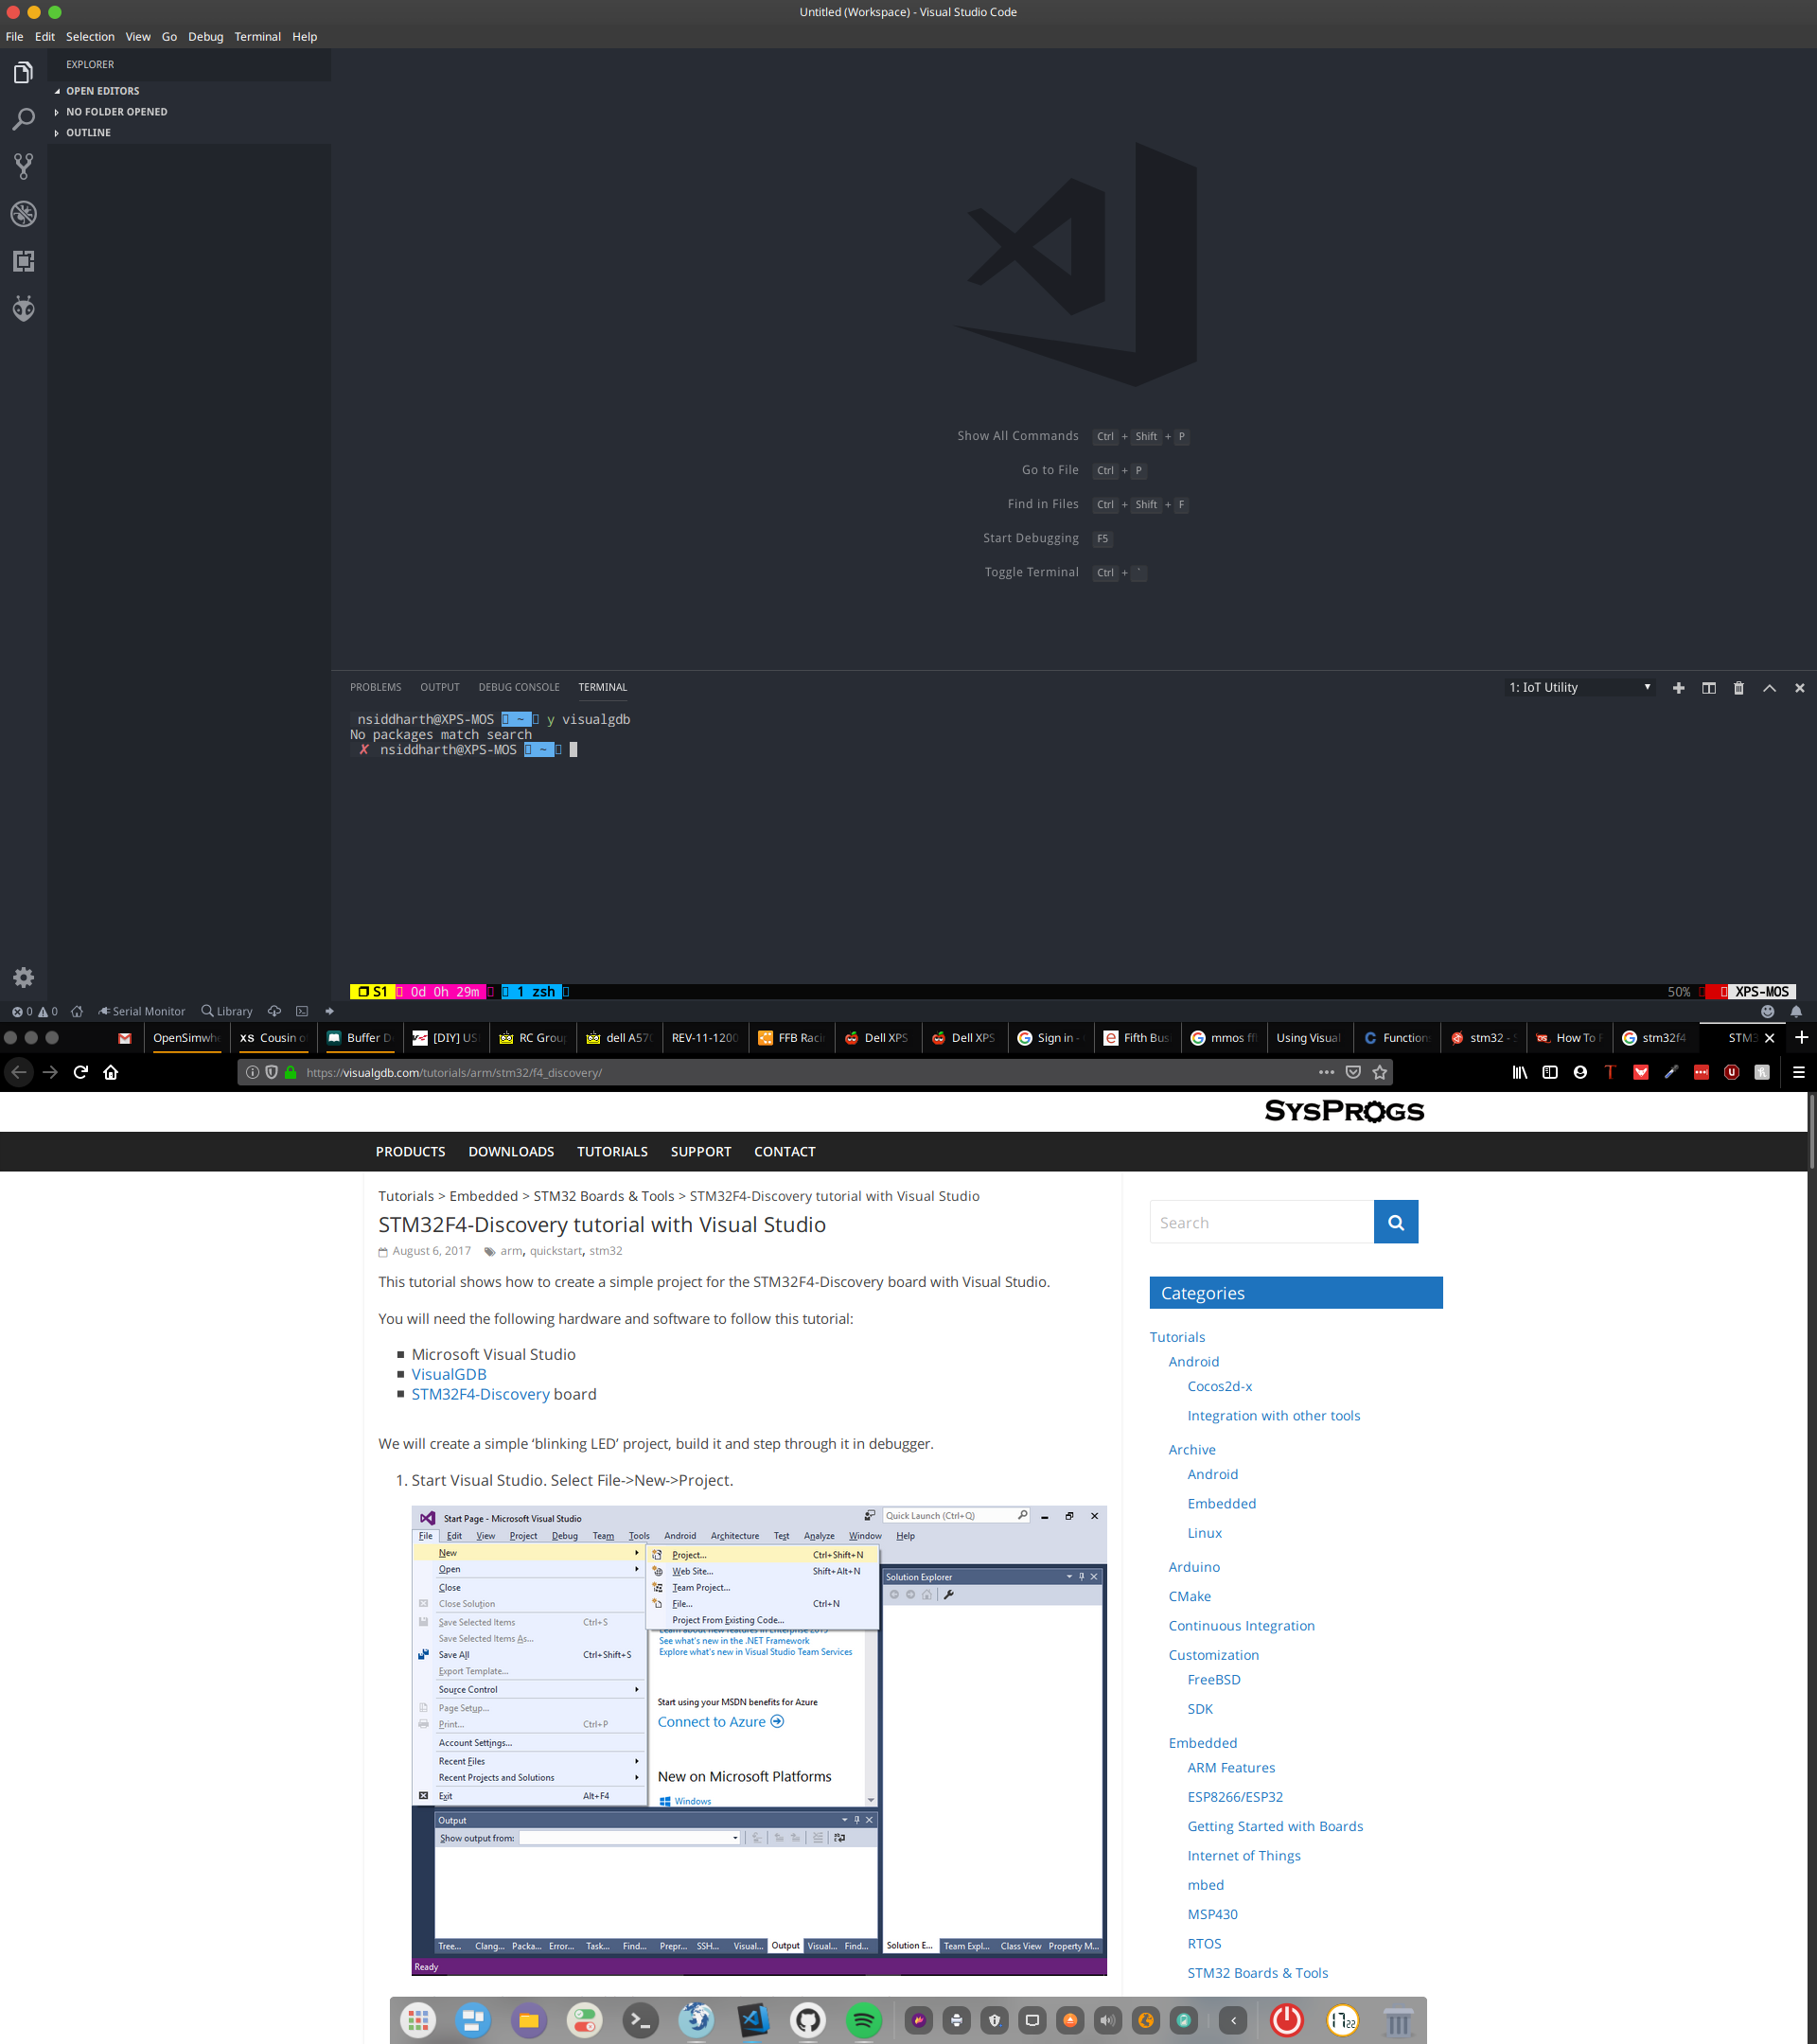 Untitled (Workspace) - Visual Studio Code
File Edit Selection View Go Debug Terminal Help
EXPLORER
OPEN EDITORS
NO FOLDER OPENED
OUTLINE
Show All Commands Ctrl + Shift + P
Go to File Ctrl + P
Find in Files Ctrl + Shift + F
Start Debugging F5
Toggle Terminal Ctrl + `
PROBLEMS OUTPUT DEBUG CONSOLE TERMINAL 1: IoT Utility
nsiddharth@XPS-MOS ~ y visualgdb
No packages match search
✗ nsiddharth@XPS-MOS ~
S1 0d 0h 29m 1 zsh 50% XPS-MOS
0 0 Serial Monitor Library
OpenSimwh XS Cousin o Buffer D [DIY] US RC Grou dell A57 REV-11-1200 FFB Raci Dell XPS Dell XPS Sign in - Fifth Bus mmos ff Using Visual Function stm32 - S How To stm32f4 STM3
https://visualgdb.com/tutorials/arm/stm32/f4_discovery/
SYSPROGS
PRODUCTS DOWNLOADS TUTORIALS SUPPORT CONTACT
Tutorials > Embedded > STM32 Boards & Tools > STM32F4-Discovery tutorial with Visual Studio
STM32F4-Discovery tutorial with Visual Studio
August 6, 2017 arm, quickstart, stm32
This tutorial shows how to create a simple project for the STM32F4-Discovery board with Visual Studio.
You will need the following hardware and software to follow this tutorial:
Microsoft Visual Studio
VisualGDB
STM32F4-Discovery board
We will create a simple ‘blinking LED’ project, build it and step through it in debugger.
1. Start Visual Studio. Select File->New->Project.
Start Page - Microsoft Visual Studio Quick Launch (Ctrl+Q)
File Edit View Project Debug Team Tools Android Architecture Test Analyze Window Help
New
Open
Close
Close Solution
Save Selected Items Ctrl+S
Save Selected Items As...
Save All Ctrl+Shift+S
Export Template...
Source Control
Page Setup...
Print... Ctrl+P
Account Settings...
Recent Files
Recent Projects and Solutions
Exit Alt+F4
Project... Ctrl+Shift+N
Web Site... Shift+Alt+N
Team Project...
File... Ctrl+N
Project From Existing Code...
Learn about new features in Enterprise 2015
See what's new in the .NET Framework
Explore what's new in Visual Studio Team Services
Start using your MSDN benefits for Azure
Connect to Azure
New on Microsoft Platforms
Windows
Solution Explorer
Output
Show output from:
Tree... Clang... Packa... Error... Task... Find... Prepr... SSH... Visual... Output Visual... Find... Solution E... Team Expl... Class View Property M...
Ready
Search
Categories
Tutorials
Android
Cocos2d-x
Integration with other tools
Archive
Android
Embedded
Linux
Arduino
CMake
Continuous Integration
Customization
FreeBSD
SDK
Embedded
ARM Features
ESP8266/ESP32
Getting Started with Boards
Internet of Things
mbed
MSP430
RTOS
STM32 Boards & Tools
17 22